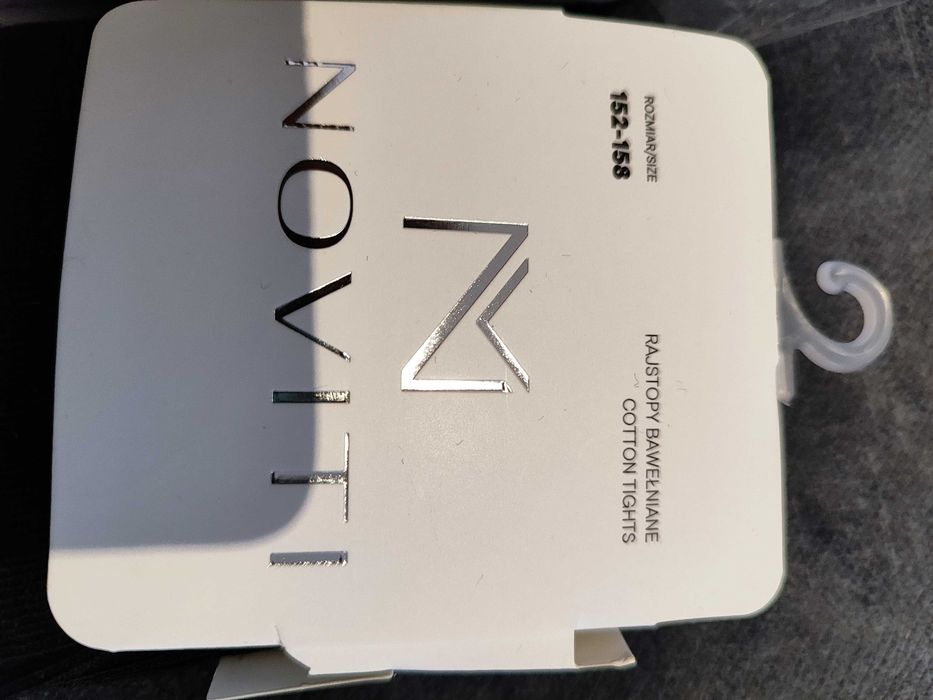 ROZMIAR/SIZE
152-158
RAJSTOPY BAWEŁNIANE
COTTON TIGHTS
NOVITI